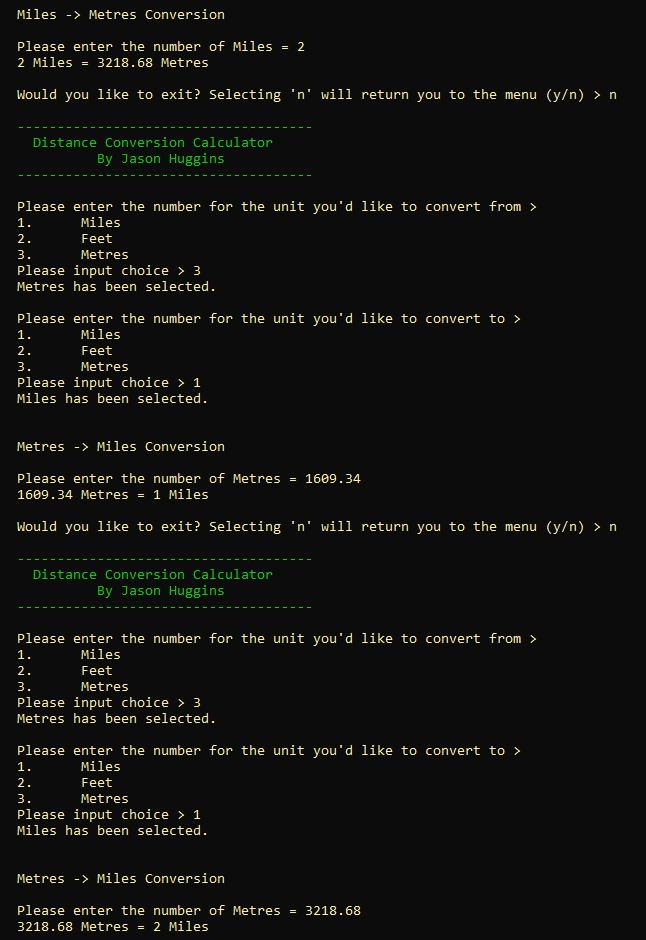 Miles -> Metres Conversion
Please enter the number of Miles = 2
2 Miles = 3218.68 Metres
Would you like to exit? Selecting 'n' will return you to the menu (y/n) > n
-------------------------------------
Distance Conversion Calculator
By Jason Huggins
-------------------------------------
Please enter the number for the unit you'd like to convert from >
1. Miles
2. Feet
3. Metres
Please input choice > 3
Metres has been selected.
Please enter the number for the unit you'd like to convert to >
1. Miles
2. Feet
3. Metres
Please input choice > 1
Miles has been selected.
Metres -> Miles Conversion
Please enter the number of Metres = 1609.34
1609.34 Metres = 1 Miles
Would you like to exit? Selecting 'n' will return you to the menu (y/n) > n
-------------------------------------
Distance Conversion Calculator
By Jason Huggins
-------------------------------------
Please enter the number for the unit you'd like to convert from >
1. Miles
2. Feet
3. Metres
Please input choice > 3
Metres has been selected.
Please enter the number for the unit you'd like to convert to >
1. Miles
2. Feet
3. Metres
Please input choice > 1
Miles has been selected.
Metres -> Miles Conversion
Please enter the number of Metres = 3218.68
3218.68 Metres = 2 Miles